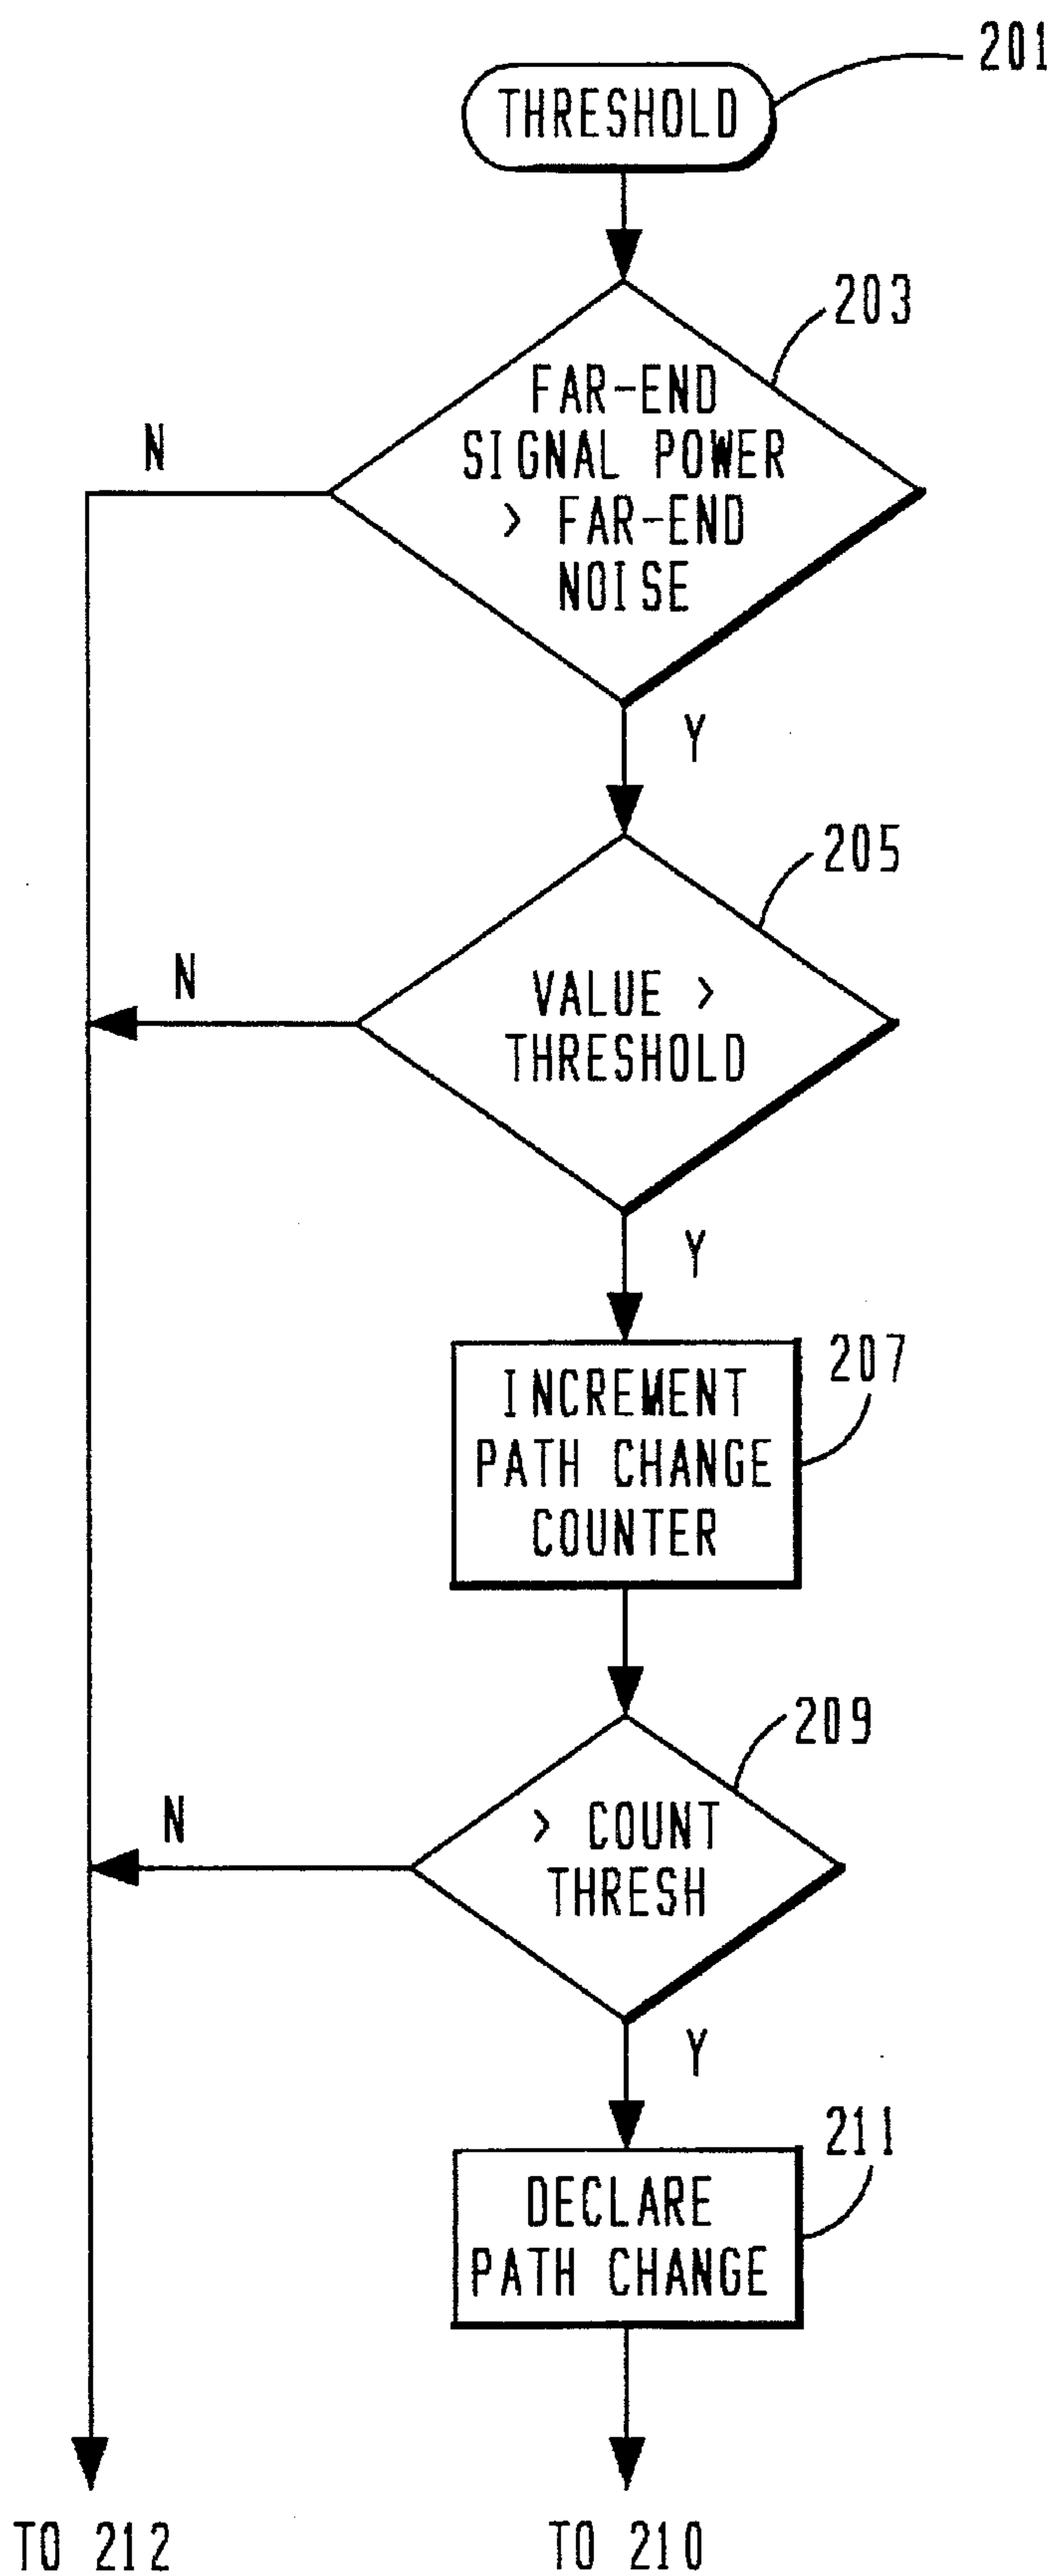 201
THRESHOLD
203
FAR-END
SIGNAL POWER
> FAR-END
NOISE
N
Y
205
VALUE >
THRESHOLD
N
Y
207
INCREMENT
PATH CHANGE
COUNTER
209
> COUNT
THRESH
N
Y
211
DECLARE
PATH CHANGE
TO 212
TO 210